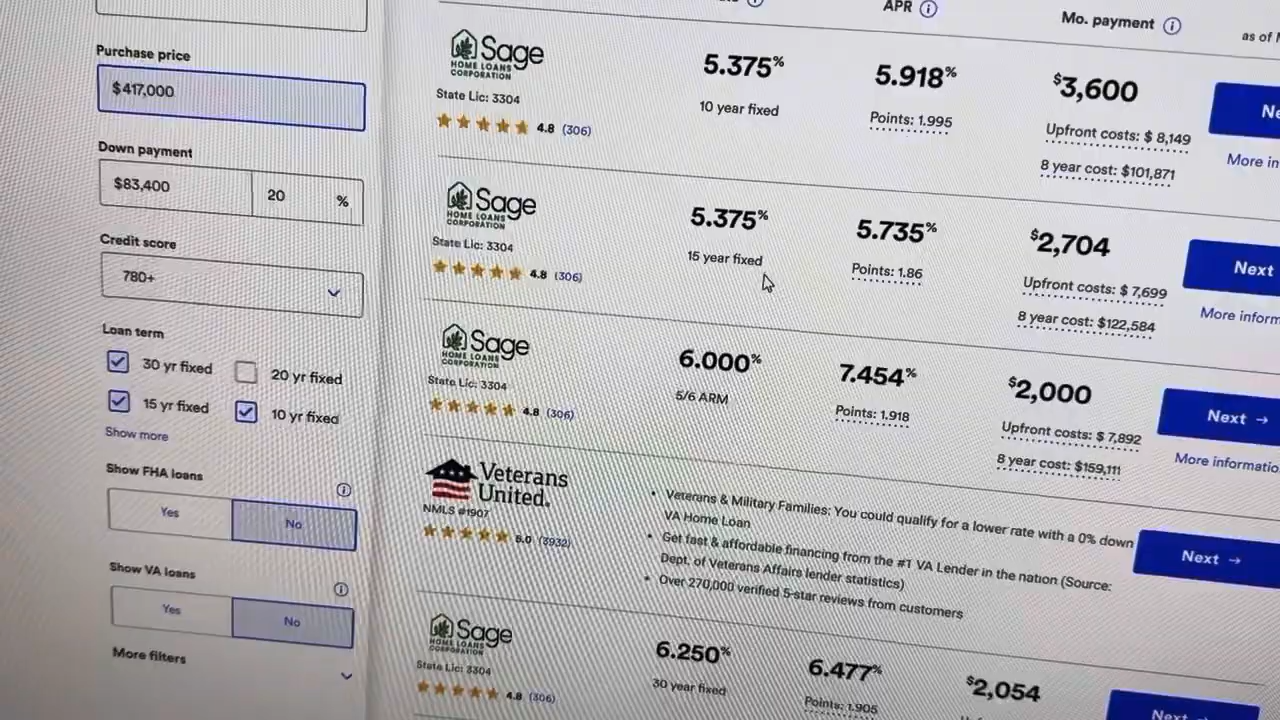 Purchase price
$417,000
Down payment
$83,400
20
%
Credit score
780+
Loan term
30 yr fixed
20 yr fixed
15 yr fixed
10 yr fixed
Show more
Show FHA loans
Yes
No
Show VA loans
Yes
No
More filters
APR
Mo. payment
as of
Sage
HOME LOANS
CORPORATION
State Lic: 3304
4.8 (306)
5.375%
10 year fixed
5.918%
Points: 1.995
$3,600
Upfront costs: $ 8,149
8 year cost: $101,871
Ne
More in
Sage
HOME LOANS
CORPORATION
State Lic: 3304
4.8 (306)
5.375%
15 year fixed
5.735%
Points: 1.86
$2,704
Upfront costs: $ 7,699
8 year cost: $122,584
Next
More inform
Sage
HOME LOANS
CORPORATION
State Lic: 3304
4.8 (306)
6.000%
5/6 ARM
7.454%
Points: 1.918
$2,000
Upfront costs: $ 7,892
8 year cost: $159,111
Next →
More informatio
Veterans
United.
NMLS #1907
5.0 (3932)
• Veterans & Military Families: You could qualify for a lower rate with a 0% down
VA Home Loan
• Get fast & affordable financing from the #1 VA Lender in the nation (Source:
Dept. of Veterans Affairs lender statistics)
• Over 270,000 verified 5-star reviews from customers
Next →
Sage
HOME LOANS
CORPORATION
State Lic: 3304
4.8 (306)
6.250%
30 year fixed
6.477%
Points: 1.905
$2,054
Next